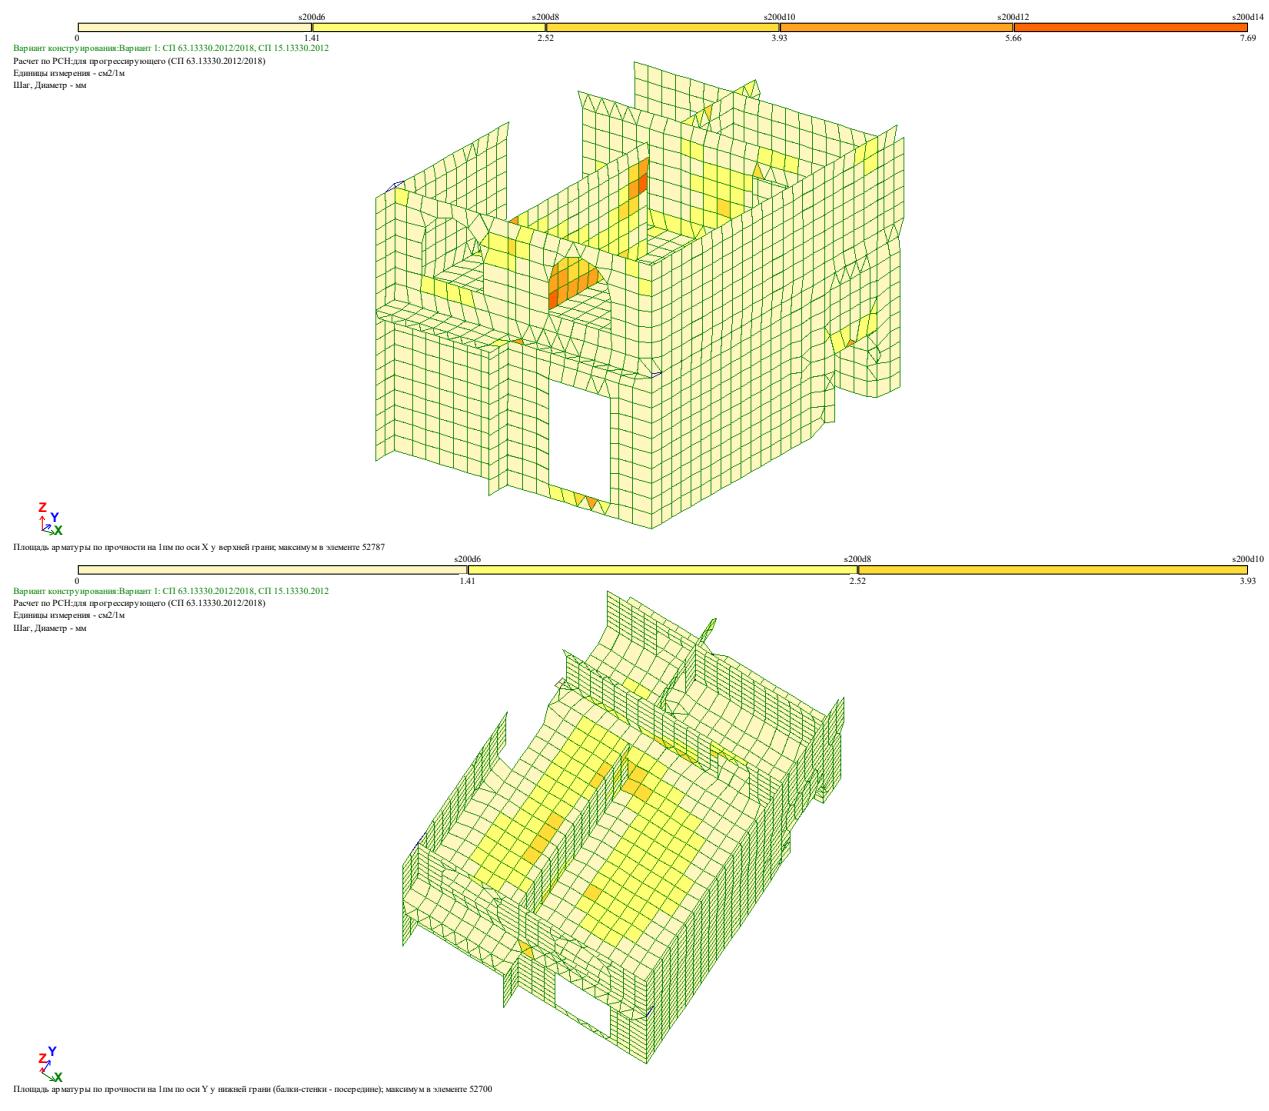 s200d6 s200d8 s200d10 s200d12 s200d14
0 1.41 2.52 3.93 5.66 7.69
Вариант конструирования:Вариант 1: СП 63.13330.2012/2018, СП 15.13330.2012
Расчет по РСН:для прогрессирующего (СП 63.13330.2012/2018)
Единицы измерения - см2/1м
Шаг, Диаметр - мм
Z
Y
X
Площадь арматуры по прочности на 1пм по оси X у верхней грани; максимум в элементе 52787
s200d6 s200d8 s200d10
0 1.41 2.52 3.93
Вариант конструирования:Вариант 1: СП 63.13330.2012/2018, СП 15.13330.2012
Расчет по РСН:для прогрессирующего (СП 63.13330.2012/2018)
Единицы измерения - см2/1м
Шаг, Диаметр - мм
Y
Z
X
Площадь арматуры по прочности на 1пм по оси Y у нижней грани (балки-стенки - посередине); максимум в элементе 52700